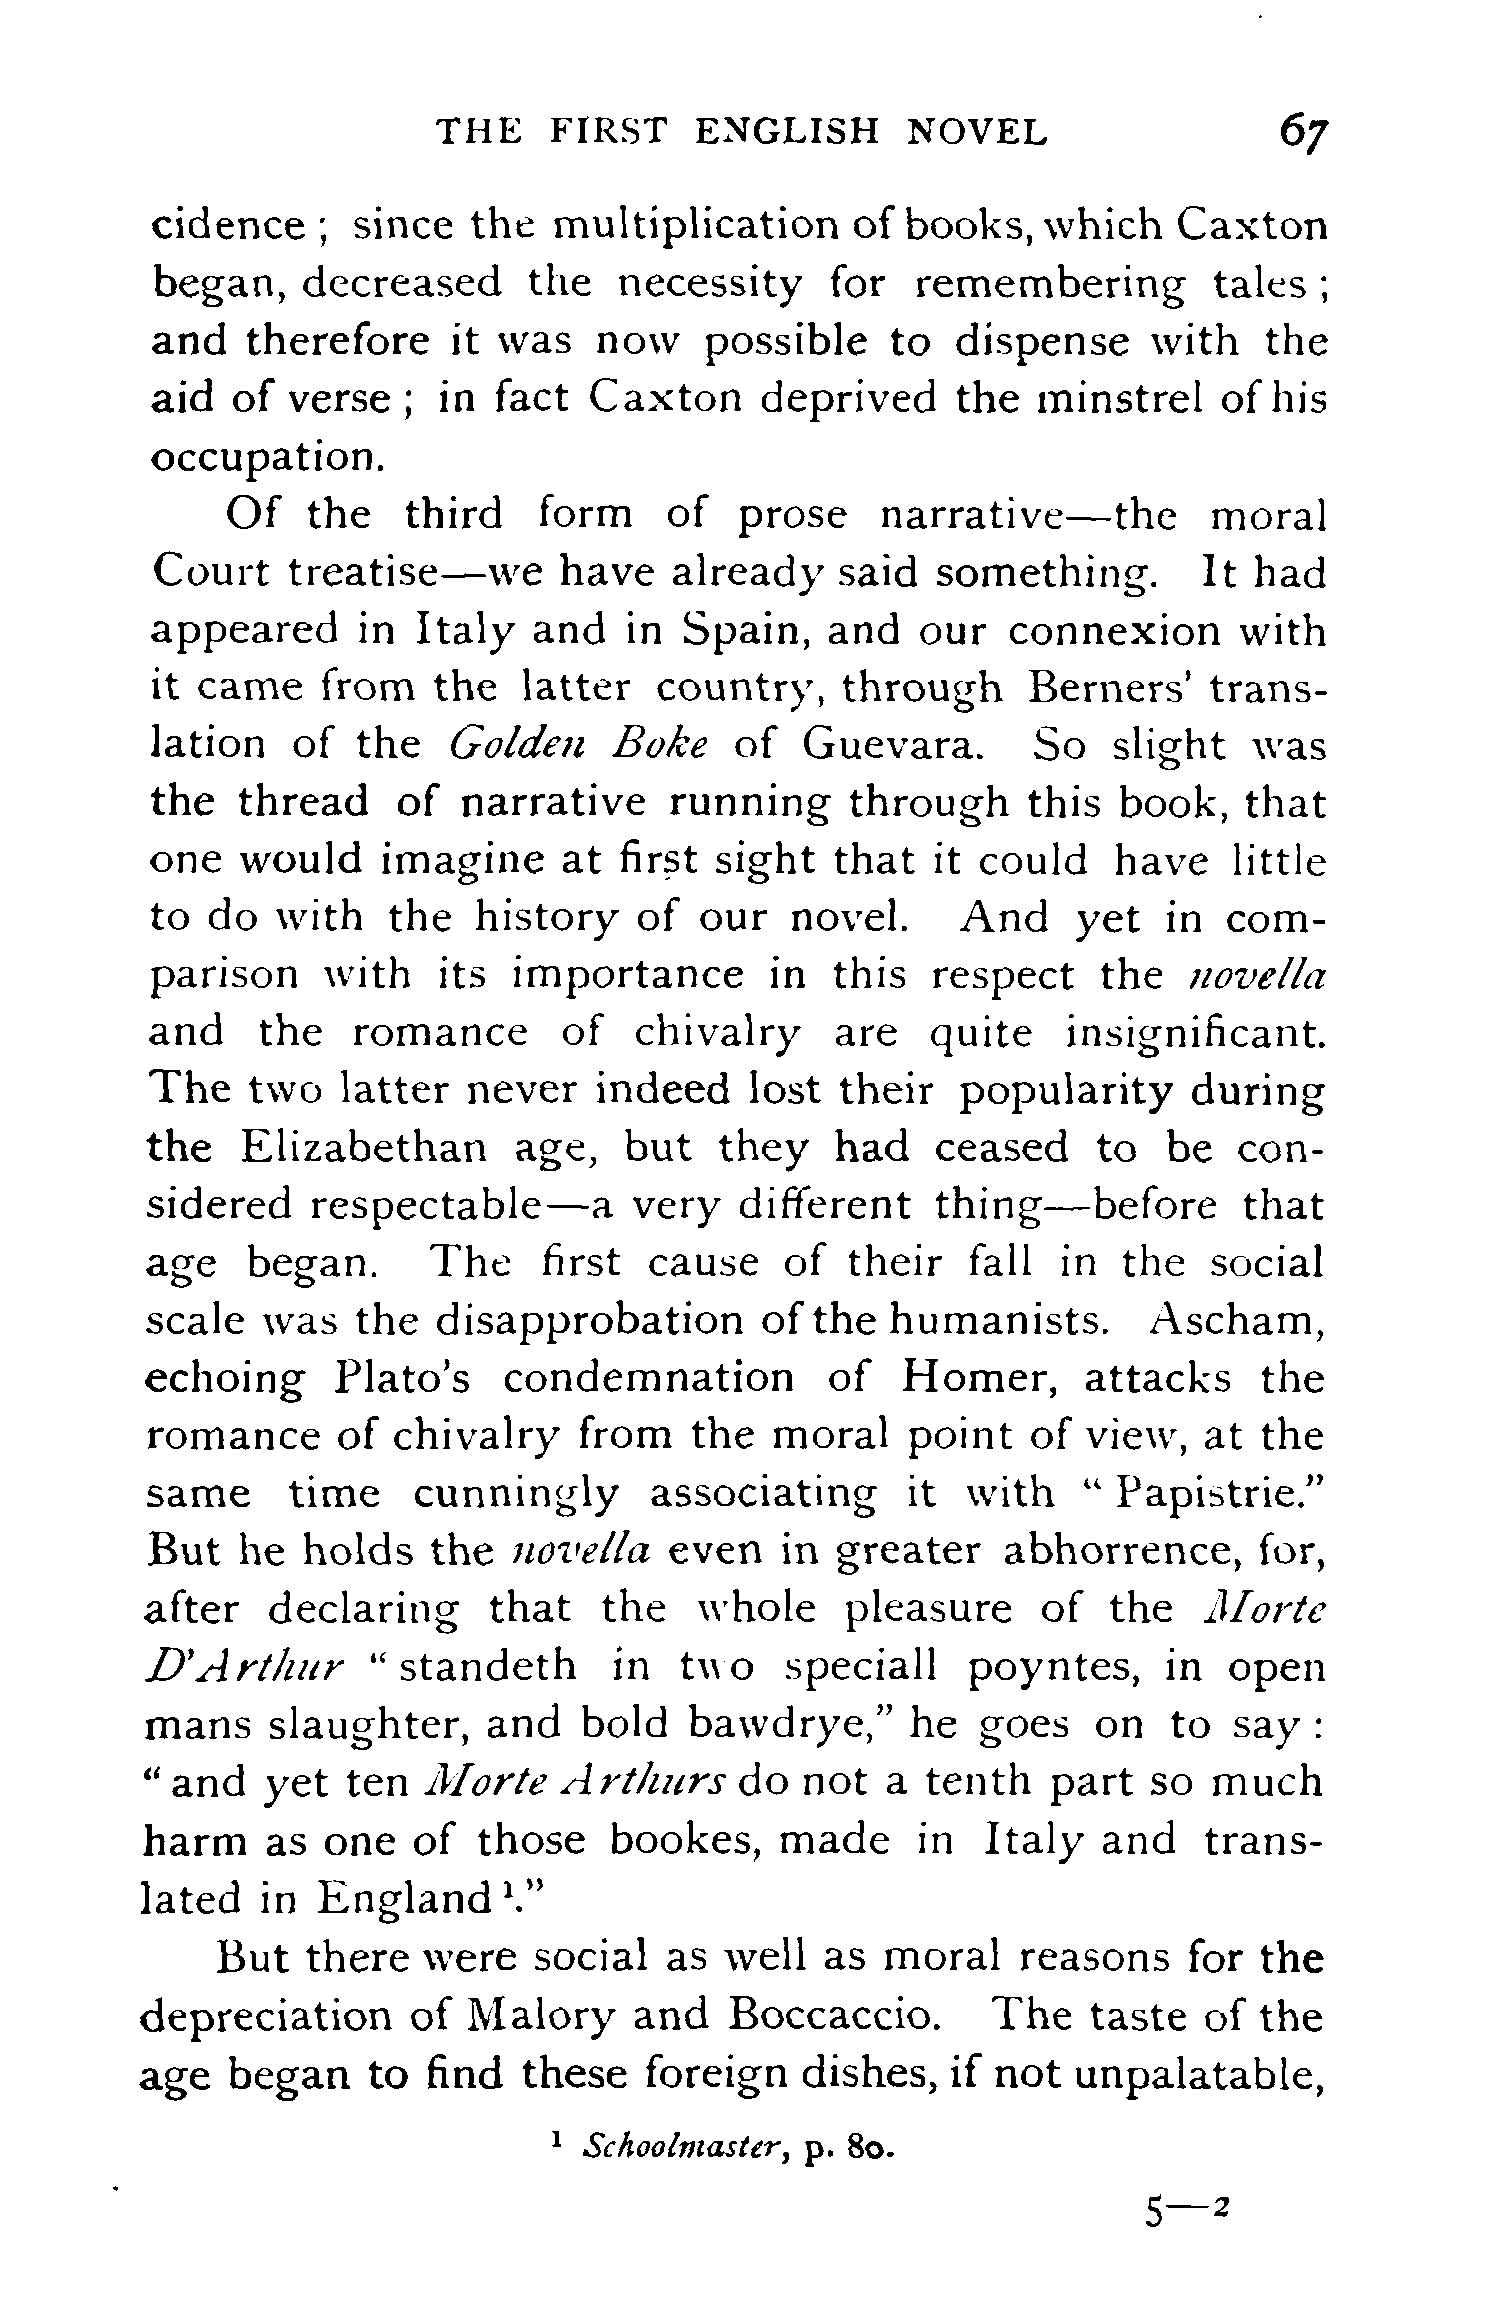 THE FIRST ENGLISH NOVEL 67
cidence ; since the multiplication of books, which Caxton
began, decreased the necessity for remembering tales ;
and therefore it was now possible to dispense with the
aid of verse ; in fact Caxton deprived the minstrel of his
occupation.
Of the third form of prose narrative—the moral
Court treatise—we have already said something. It had
appeared in Italy and in Spain, and our connexion with
it came from the latter country, through Berners' trans-
lation of the Golden Boke of Guevara. So slight was
the thread of narrative running through this book, that
one would imagine at first sight that it could have little
to do with the history of our novel. And yet in com-
parison with its importance in this respect the novella
and the romance of chivalry are quite insignificant.
The two latter never indeed lost their popularity during
the Elizabethan age, but they had ceased to be con-
sidered respectable—a very different thing—before that
age began. The first cause of their fall in the social
scale was the disapprobation of the humanists. Ascham,
echoing Plato's condemnation of Homer, attacks the
romance of chivalry from the moral point of view, at the
same time cunningly associating it with “ Papistrie.”
But he holds the novella even in greater abhorrence, for,
after declaring that the whole pleasure of the Morte
D'Arthur “ standeth in two speciall poyntes, in open
mans slaughter, and bold bawdrye,” he goes on to say :
“ and yet ten Morte Arthurs do not a tenth part so much
harm as one of those bookes, made in Italy and trans-
lated in England ¹.”
But there were social as well as moral reasons for the
depreciation of Malory and Boccaccio. The taste of the
age began to find these foreign dishes, if not unpalatable,
¹ Schoolmaster, p. 80.
5—2